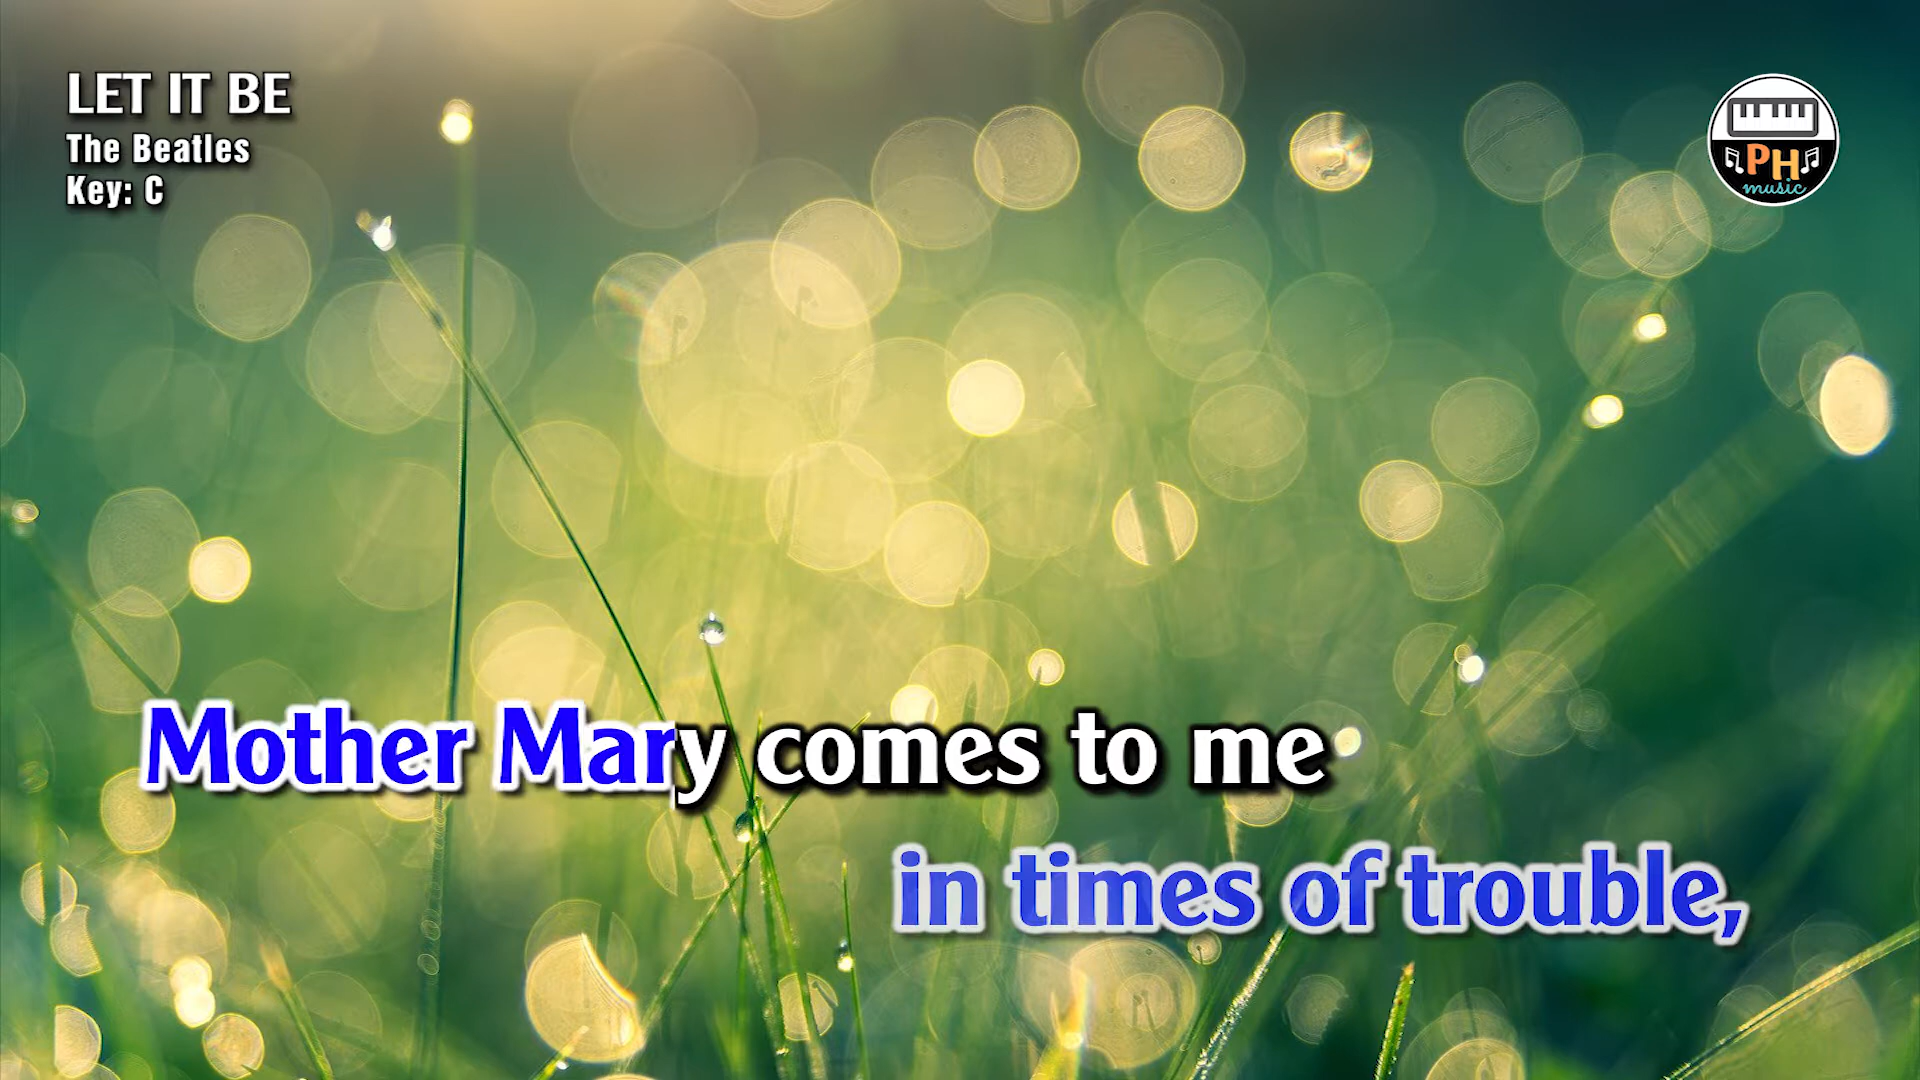 LET IT BE
The Beatles
Key: C
PH
music
Mother Mary comes to me
in times of trouble,